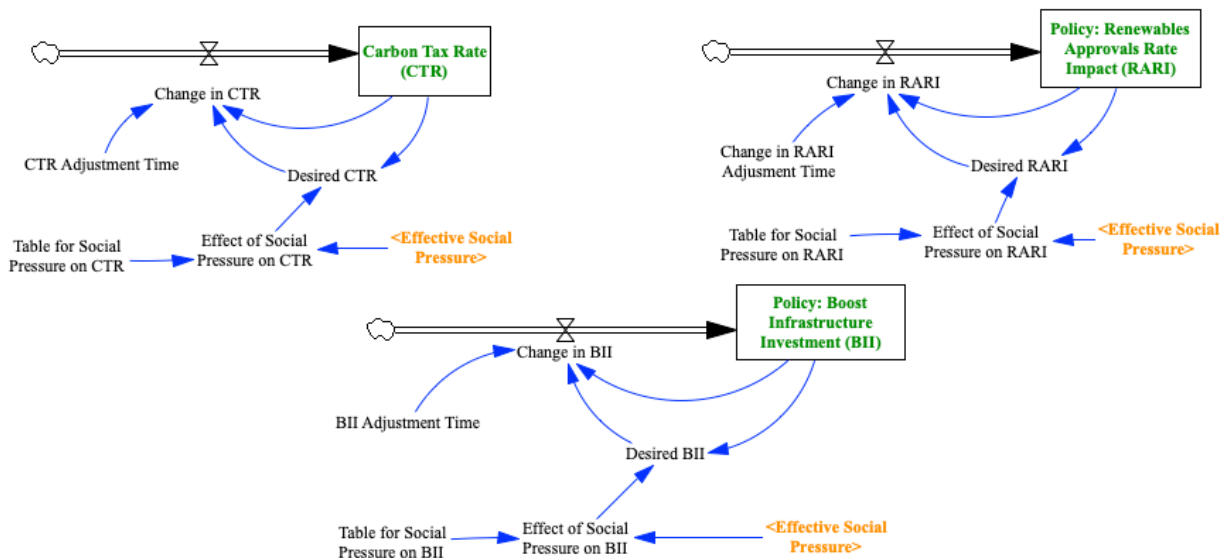 Carbon Tax Rate
(CTR)
Change in CTR
CTR Adjustment Time
Desired CTR
Table for Social
Pressure on CTR
Effect of Social
Pressure on CTR
<Effective Social
Pressure>
Policy: Renewables
Approvals Rate
Impact (RARI)
Change in RARI
Change in RARI
Adjusment Time
Desired RARI
Table for Social
Pressure on RARI
Effect of Social
Pressure on RARI
<Effective Social
Pressure>
Policy: Boost
Infrastructure
Investment (BII)
Change in BII
BII Adjustment Time
Desired BII
Table for Social
Pressure on BII
Effect of Social
Pressure on BII
<Effective Social
Pressure>